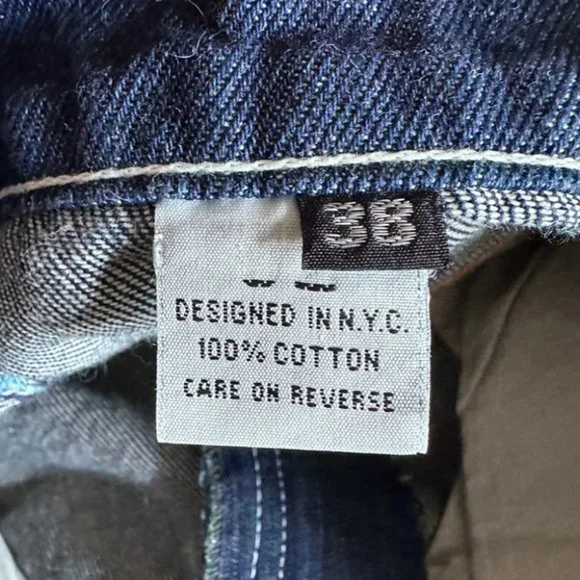 38
DESIGNED IN N.Y.C.
100% COTTON
CARE ON REVERSE